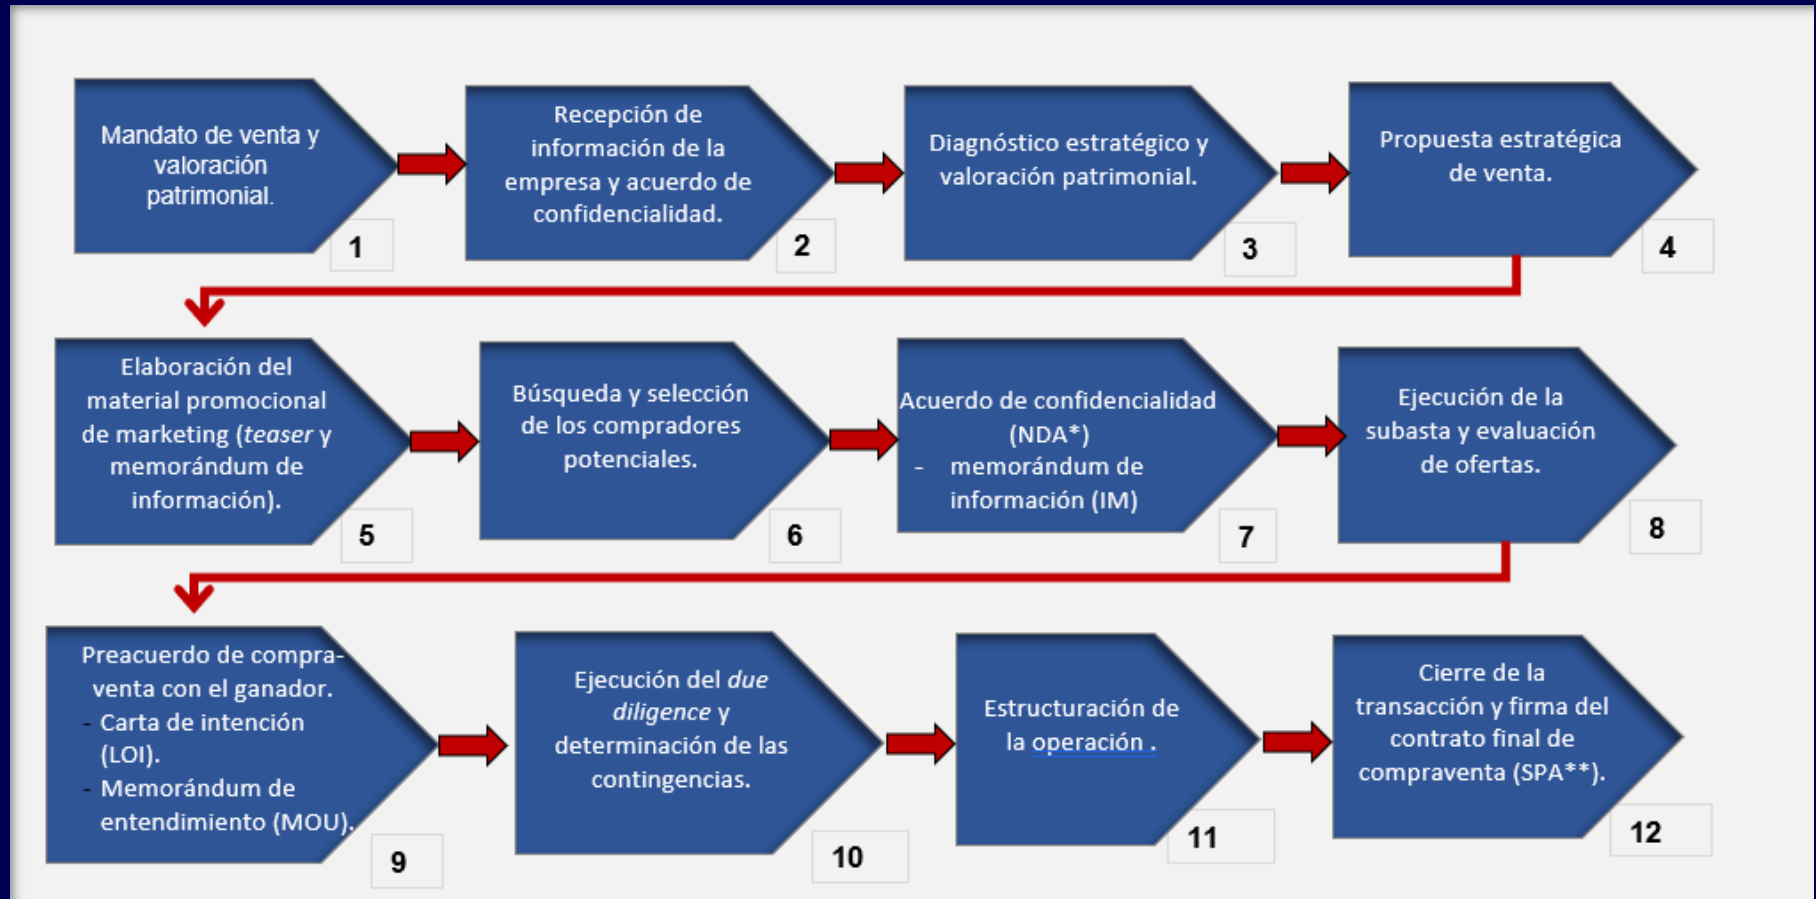 Mandato de venta y
valoración
patrimonial.
1
Recepción de
información de la
empresa y acuerdo de
confidencialidad.
2
Diagnóstico estratégico y
valoración patrimonial.
3
Propuesta estratégica
de venta.
4
Elaboración del
material promocional
de marketing (teaser y
memorándum de
información).
5
Búsqueda y selección
de los compradores
potenciales.
6
Acuerdo de confidencialidad
(NDA*)
- memorándum de
información (IM)
7
Ejecución de la
subasta y evaluación
de ofertas.
8
Preacuerdo de compra-
venta con el ganador.
- Carta de intención
(LOI).
- Memorándum de
entendimiento (MOU).
9
Ejecución del due
diligence y
determinación de las
contingencias.
10
Estructuración de
la operación .
11
Cierre de la
transacción y firma del
contrato final de
compraventa (SPA**).
12